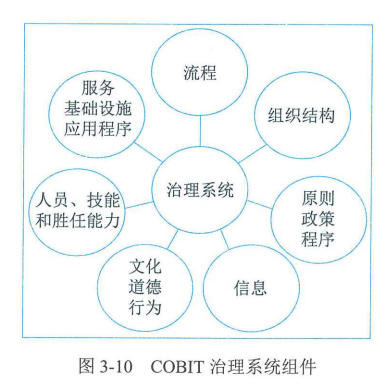 流程
服务
基础设施
应用程序
组织结构
治理系统
人员、技能
和胜任能力
原则
政策
程序
文化
道德
行为
信息
图 3-10 COBIT 治理系统组件